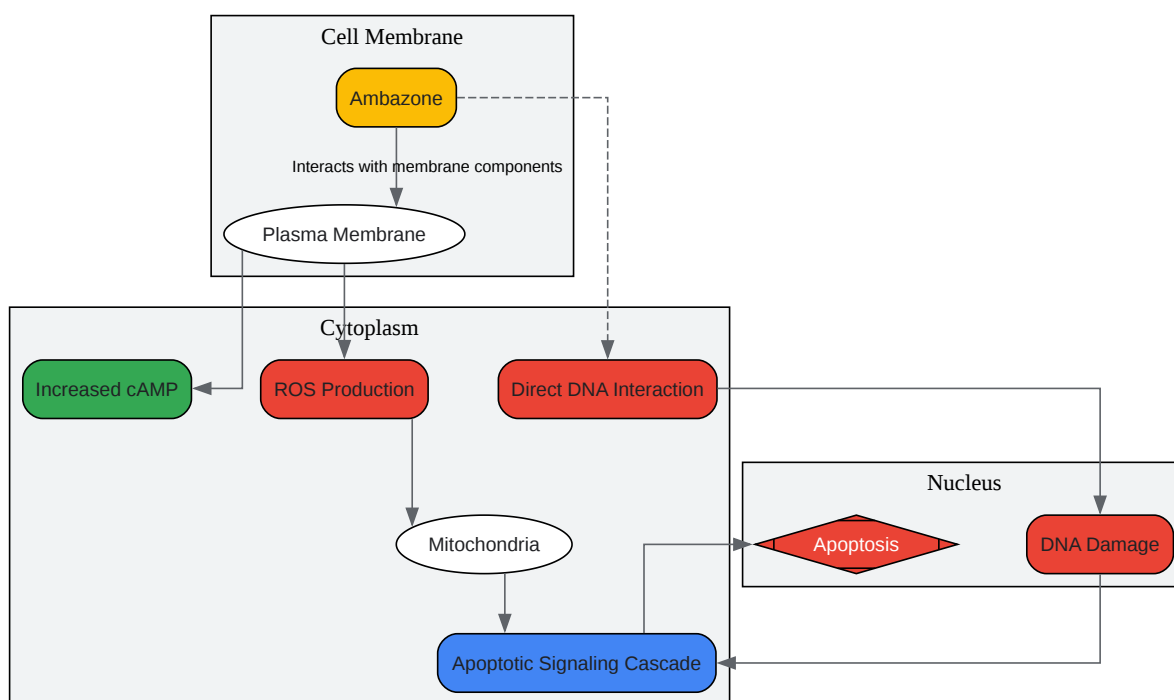 Cell Membrane
Ambazone
Interacts with membrane components
Plasma Membrane
Cytoplasm
Increased cAMP
ROS Production
Direct DNA Interaction
Nucleus
Mitochondria
Apoptosis
DNA Damage
Apoptotic Signaling Cascade